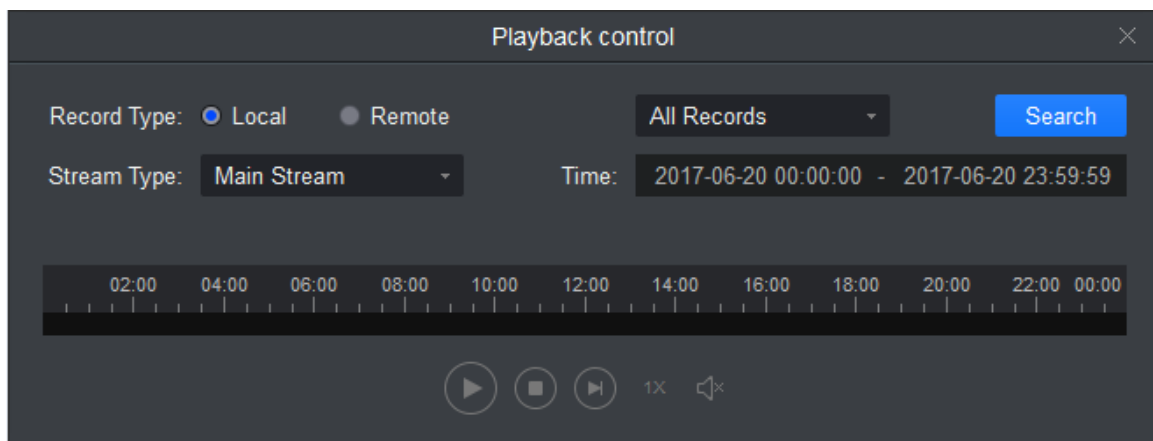 Playback control
Record Type: Local Remote All Records Search
Stream Type: Main Stream Time: 2017-06-20 00:00:00 - 2017-06-20 23:59:59
02:00 04:00 06:00 08:00 10:00 12:00 14:00 16:00 18:00 20:00 22:00 00:00
1X